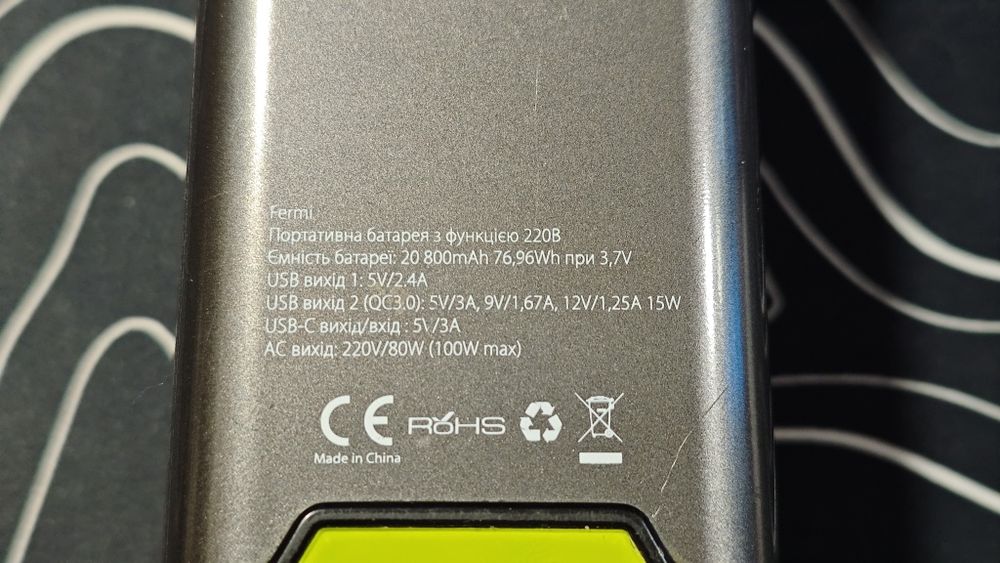 Fermi
Портативна батарея з функцією 220В
Ємність батареї: 20 800mAh 76,96Wh при 3,7V
USB вихід 1: 5V/2.4A
USB вихід 2 (QC3.0): 5V/3A, 9V/1,67A, 12V/1,25A 15W
USB-C вихід/вхід : 5\/3A
AC вихід: 220V/80W (100W max)
CE RoHS
Made in China